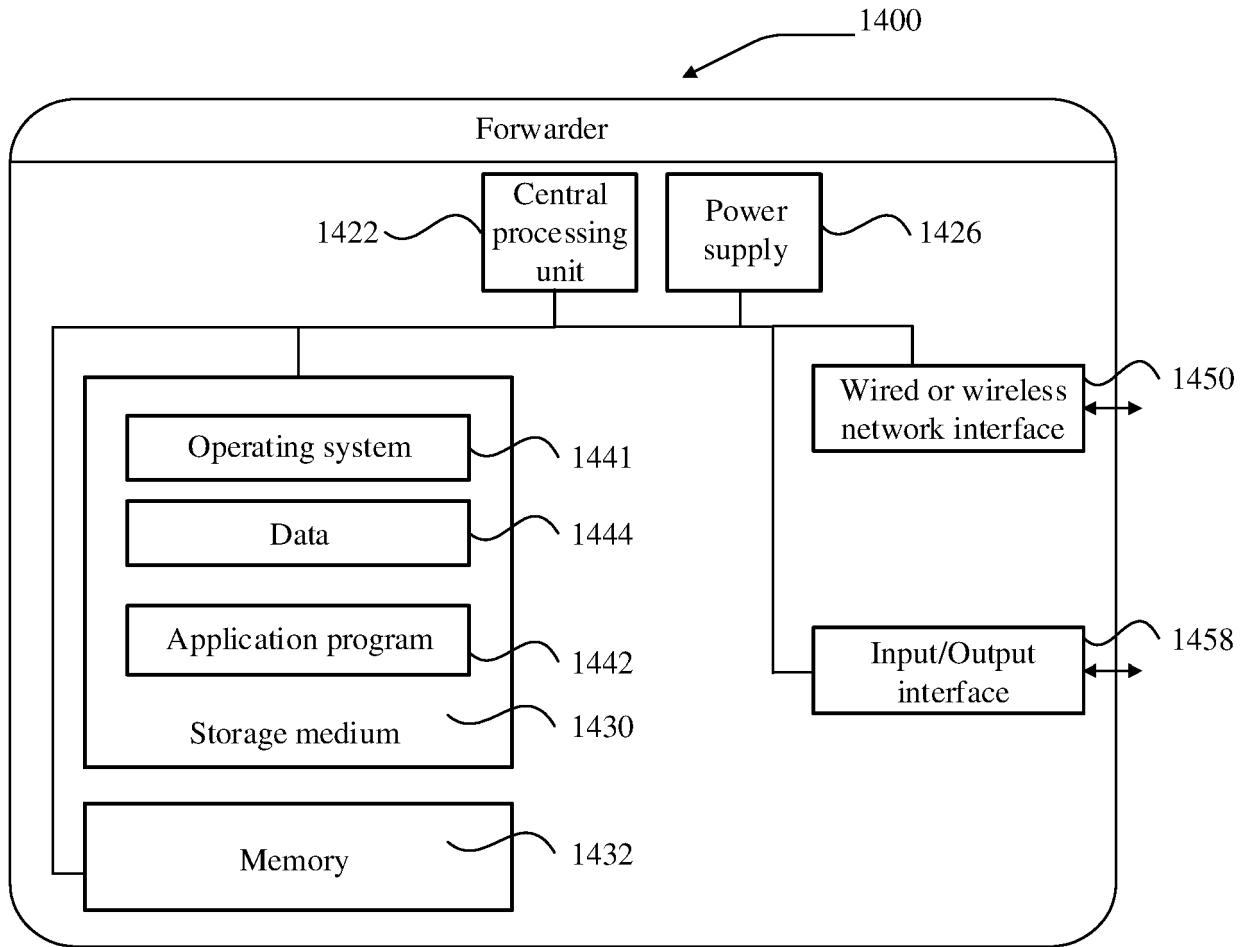 1400
Forwarder
Central
processing
unit
1422
Power
supply
1426
Operating system
1441
Data
1444
Application program
1442
Storage medium
1430
Memory
1432
Wired or wireless
network interface
1450
Input/Output
interface
1458